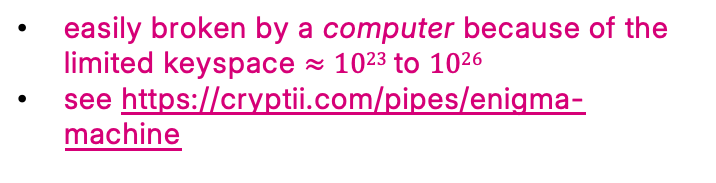 • easily broken by a computer because of the
limited keyspace ≈ 10²³ to 10²⁶
• see https://cryptii.com/pipes/enigma-
machine